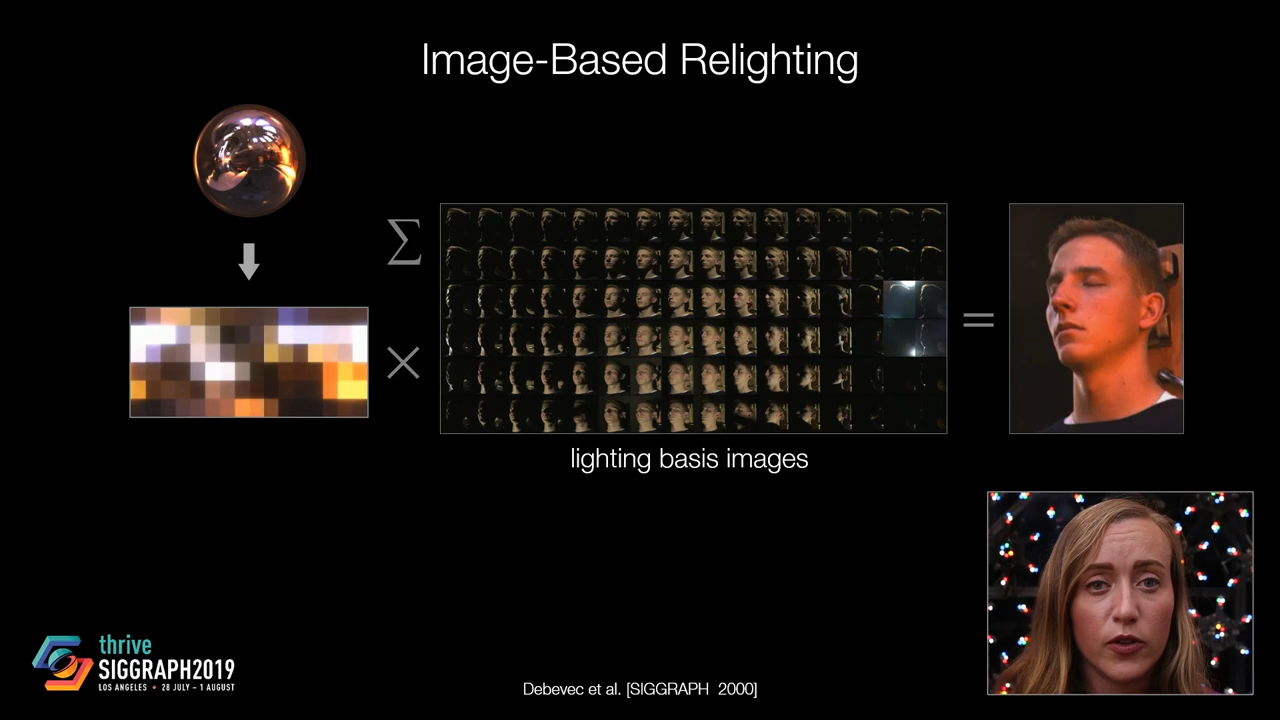 Image-Based Relighting
Σ
×
=
lighting basis images
thrive
SIGGRAPH2019
LOS ANGELES • 28 JULY – 1 AUGUST
Debevec et al. [SIGGRAPH 2000]